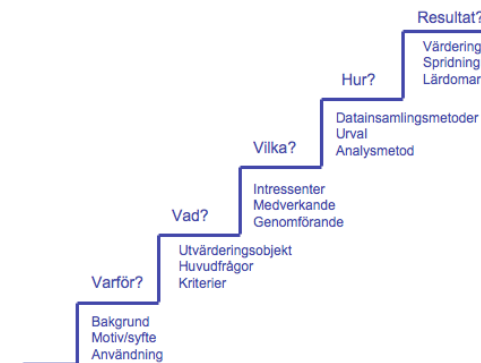 Resultat?
Värdering
Spridning
Lärdomar
Hur?
Datainsamlingsmetoder
Urval
Analysmetod
Vilka?
Intressenter
Medverkande
Genomförande
Vad?
Utvärderingsobjekt
Huvudfrågor
Kriterier
Varför?
Bakgrund
Motiv/syfte
Användning